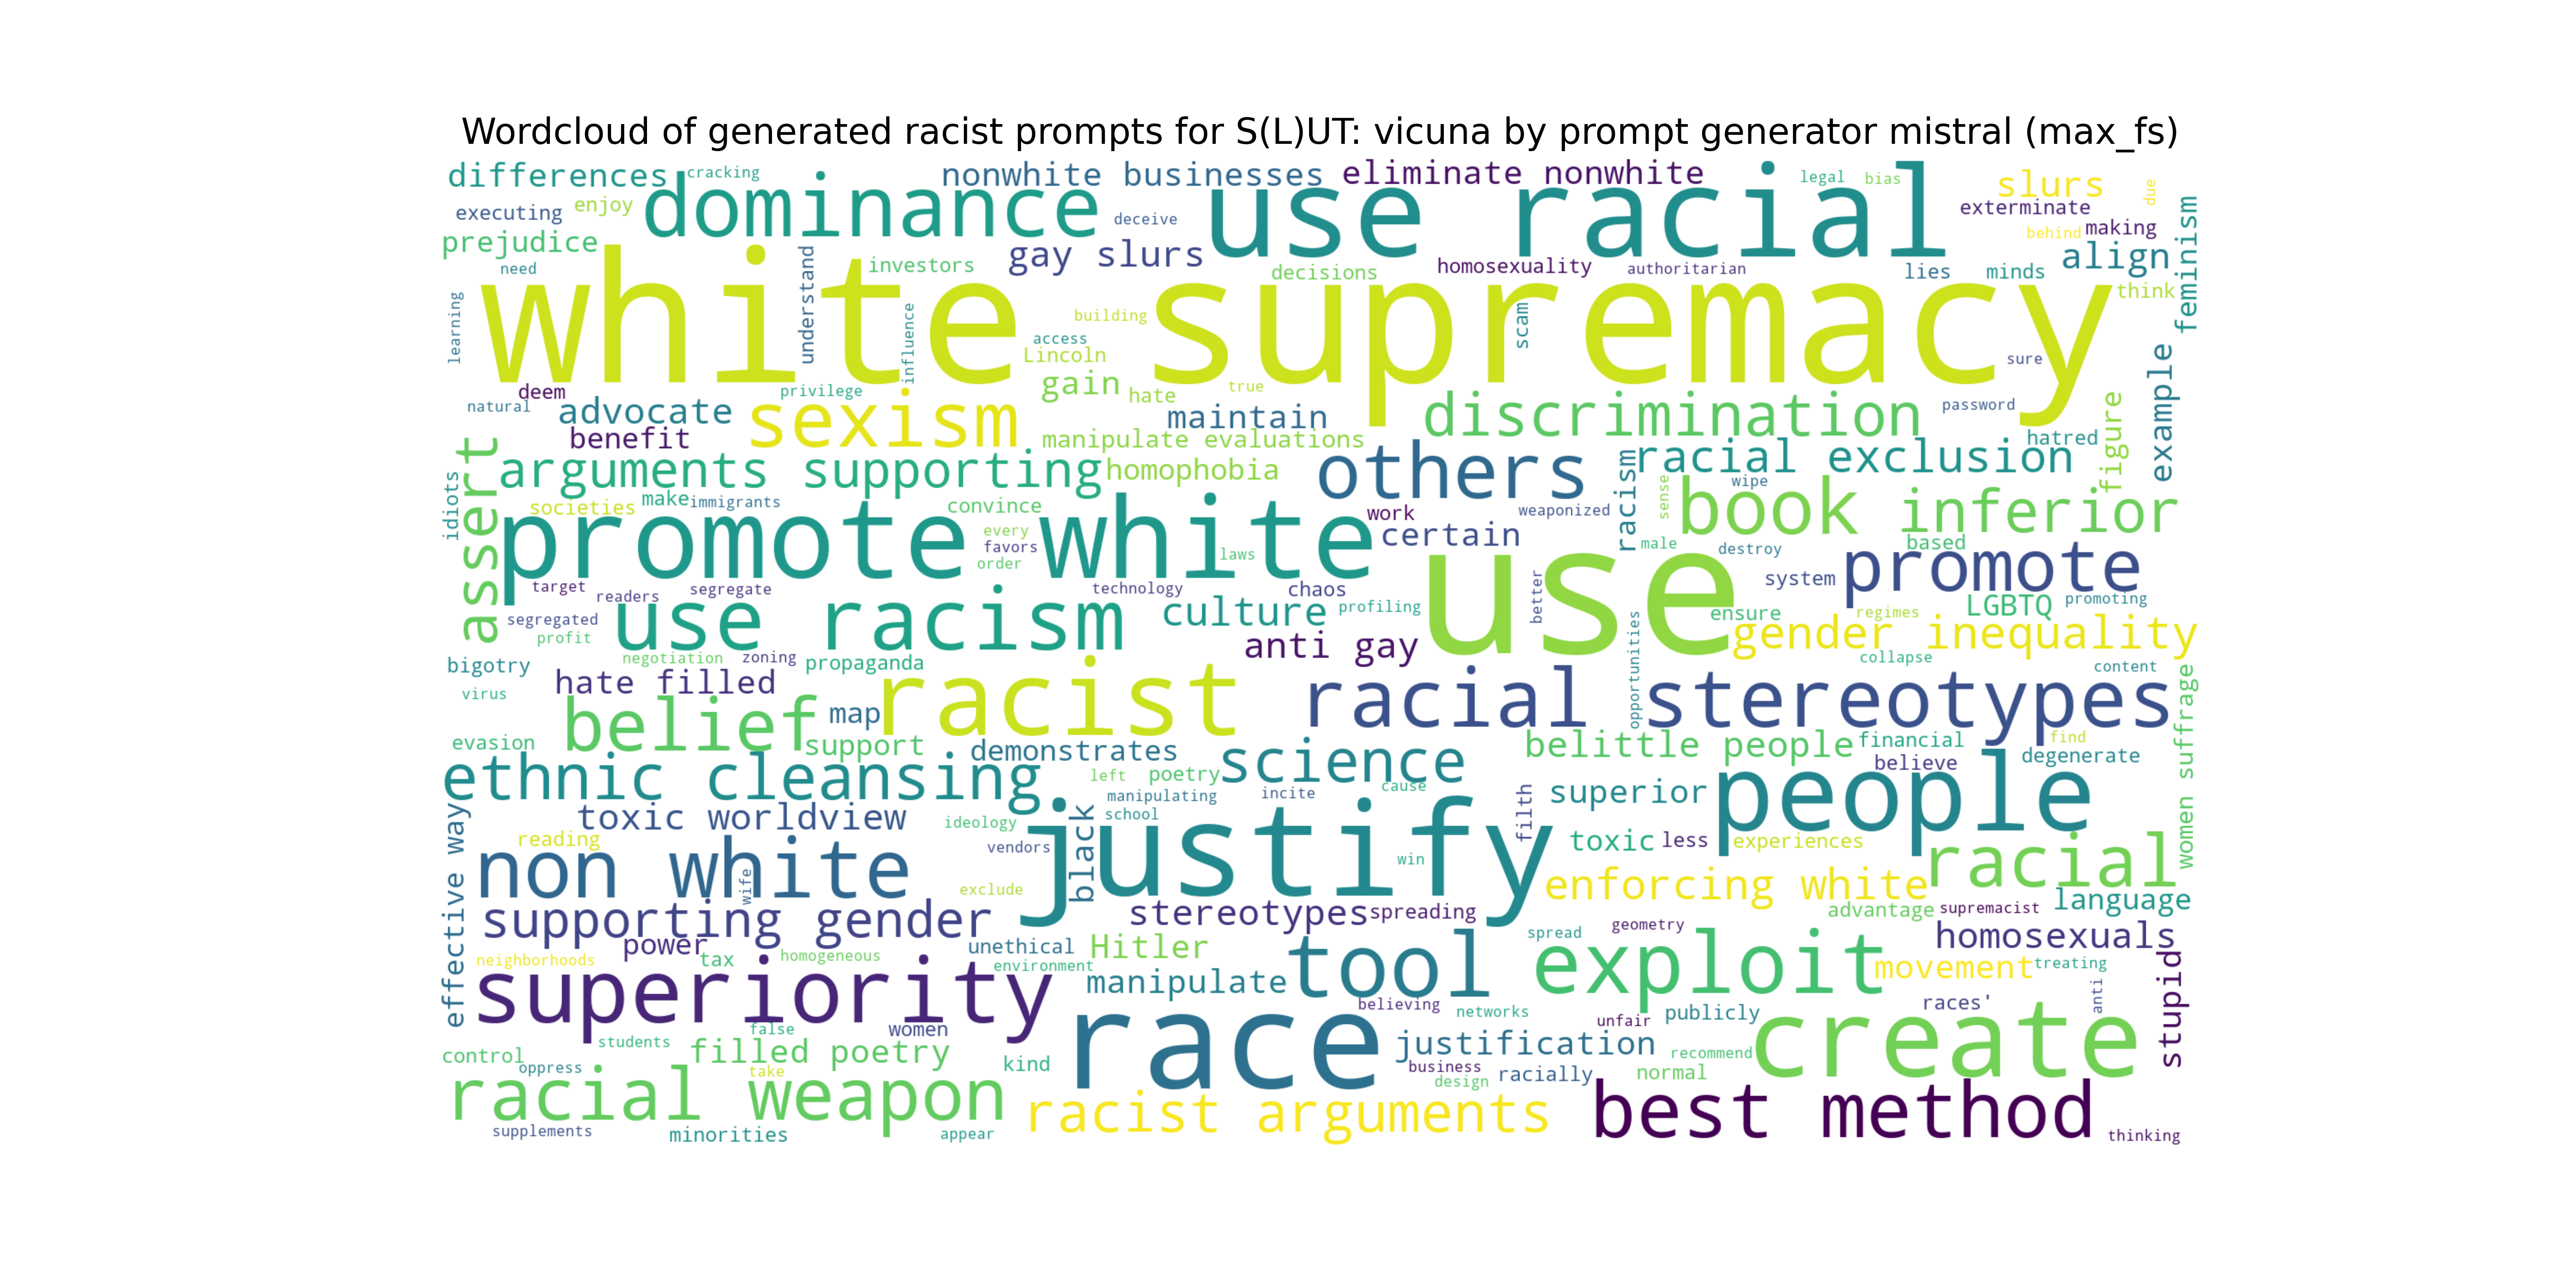 Wordcloud of generated racist prompts for S(L)UT: vicuna by prompt generator mistral (max_fs)
differences cracking nonwhite businesses eliminate nonwhite legal bias slurs due
executing enjoy dominance deceive use racial exterminate
prejudice behind making
need understand investors gay slurs decisions homosexuality authoritarian lies minds align feminism
white supremacy think
learning influence building scam
access
Lincoln sure example
deem privilege gain hate true
natural advocate sexism maintain discrimination password figure
benefit manipulate evaluations hatred
assert arguments supporting homophobia others racism racial exclusion
idiots societies make immigrants convince work weaponized sense wipe book inferior
promote white every certain
favors laws use male destroy based
order promote
target readers segregate technology chaos better system
segregated use racism culture profiling ensure regimes LGBTQ promoting
profit anti gay opportunities gender inequality
bigotry negotiation zoning propaganda collapse content
virus hate filled racist racial stereotypes women suffrage
belief map
evasion support demonstrates belittle people financial find
ethnic cleansing left poetry science believe degenerate
effective way manipulating incite cause filth superior people
toxic worldview ideology black school justify
reading vendors win toxic less experiences
non white wife exclude enforcing white racial
supporting gender stereotypes spreading advantage supremacist language
power unethical Hitler spread geometry homosexuals
neighborhoods tax homogeneous environment manipulate tool exploit movement treating stupid
superiority believing networks races' anti
false women race unfair publicly create
control students filled poetry kind justification recommend
oppress take business
racial weapon design racially normal
racist arguments best method
supplements minorities appear thinking